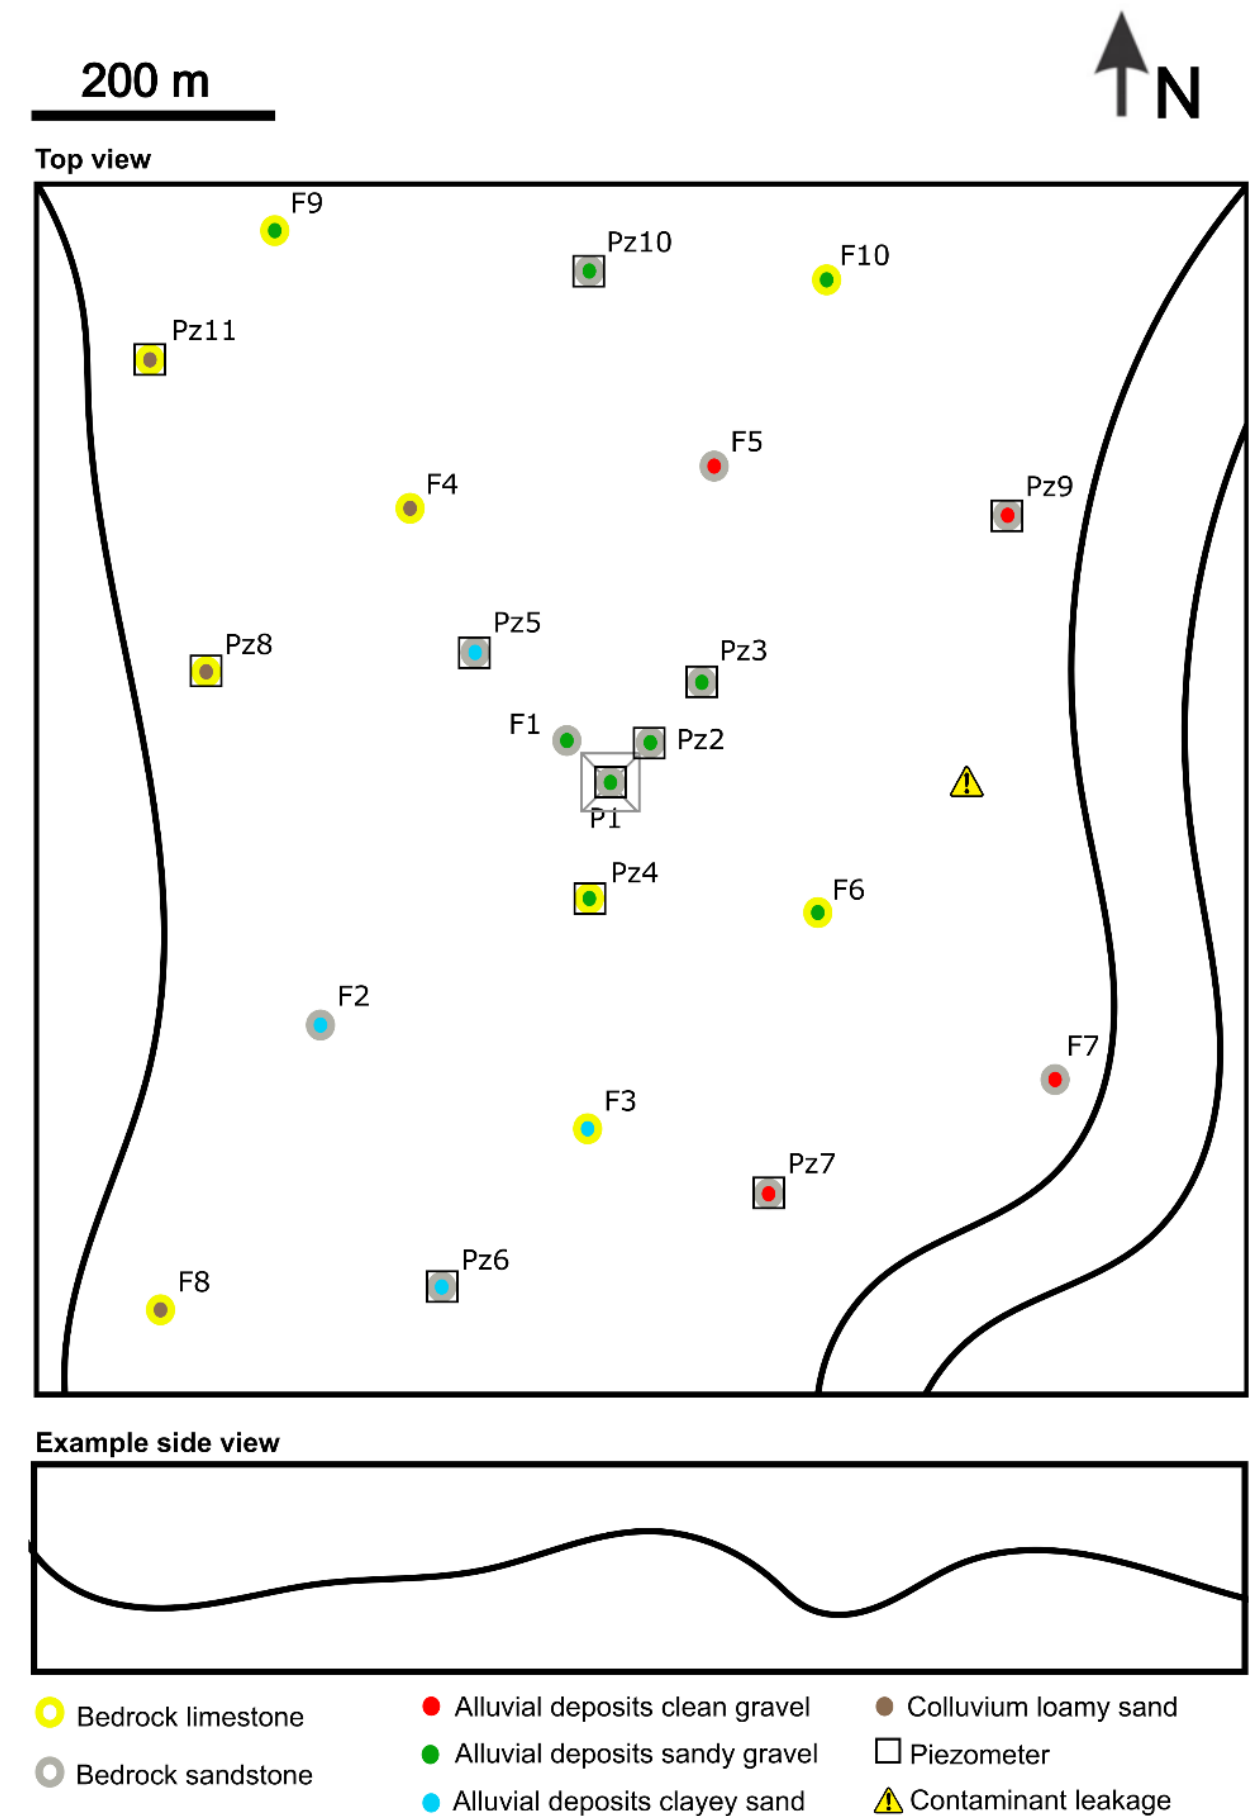 200 m
N
Top view
F9
Pz10
F10
Pz11
F5
F4
Pz9
Pz5
Pz8
Pz3
F1
Pz2
P1
Pz4
F6
F2
F7
F3
Pz7
Pz6
F8
Example side view
Bedrock limestone
Alluvial deposits clean gravel
Colluvium loamy sand
Bedrock sandstone
Alluvial deposits sandy gravel
Piezometer
Alluvial deposits clayey sand
Contaminant leakage